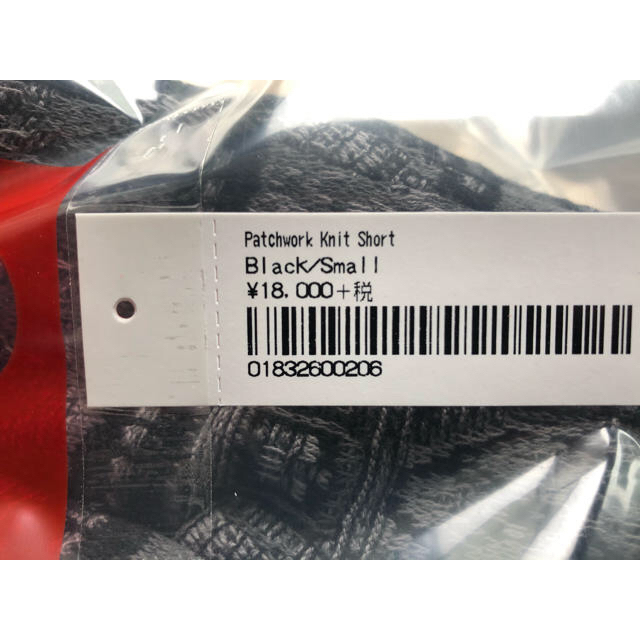 Patchwork Knit Short
Black/Small
¥18,000+税
01832600206